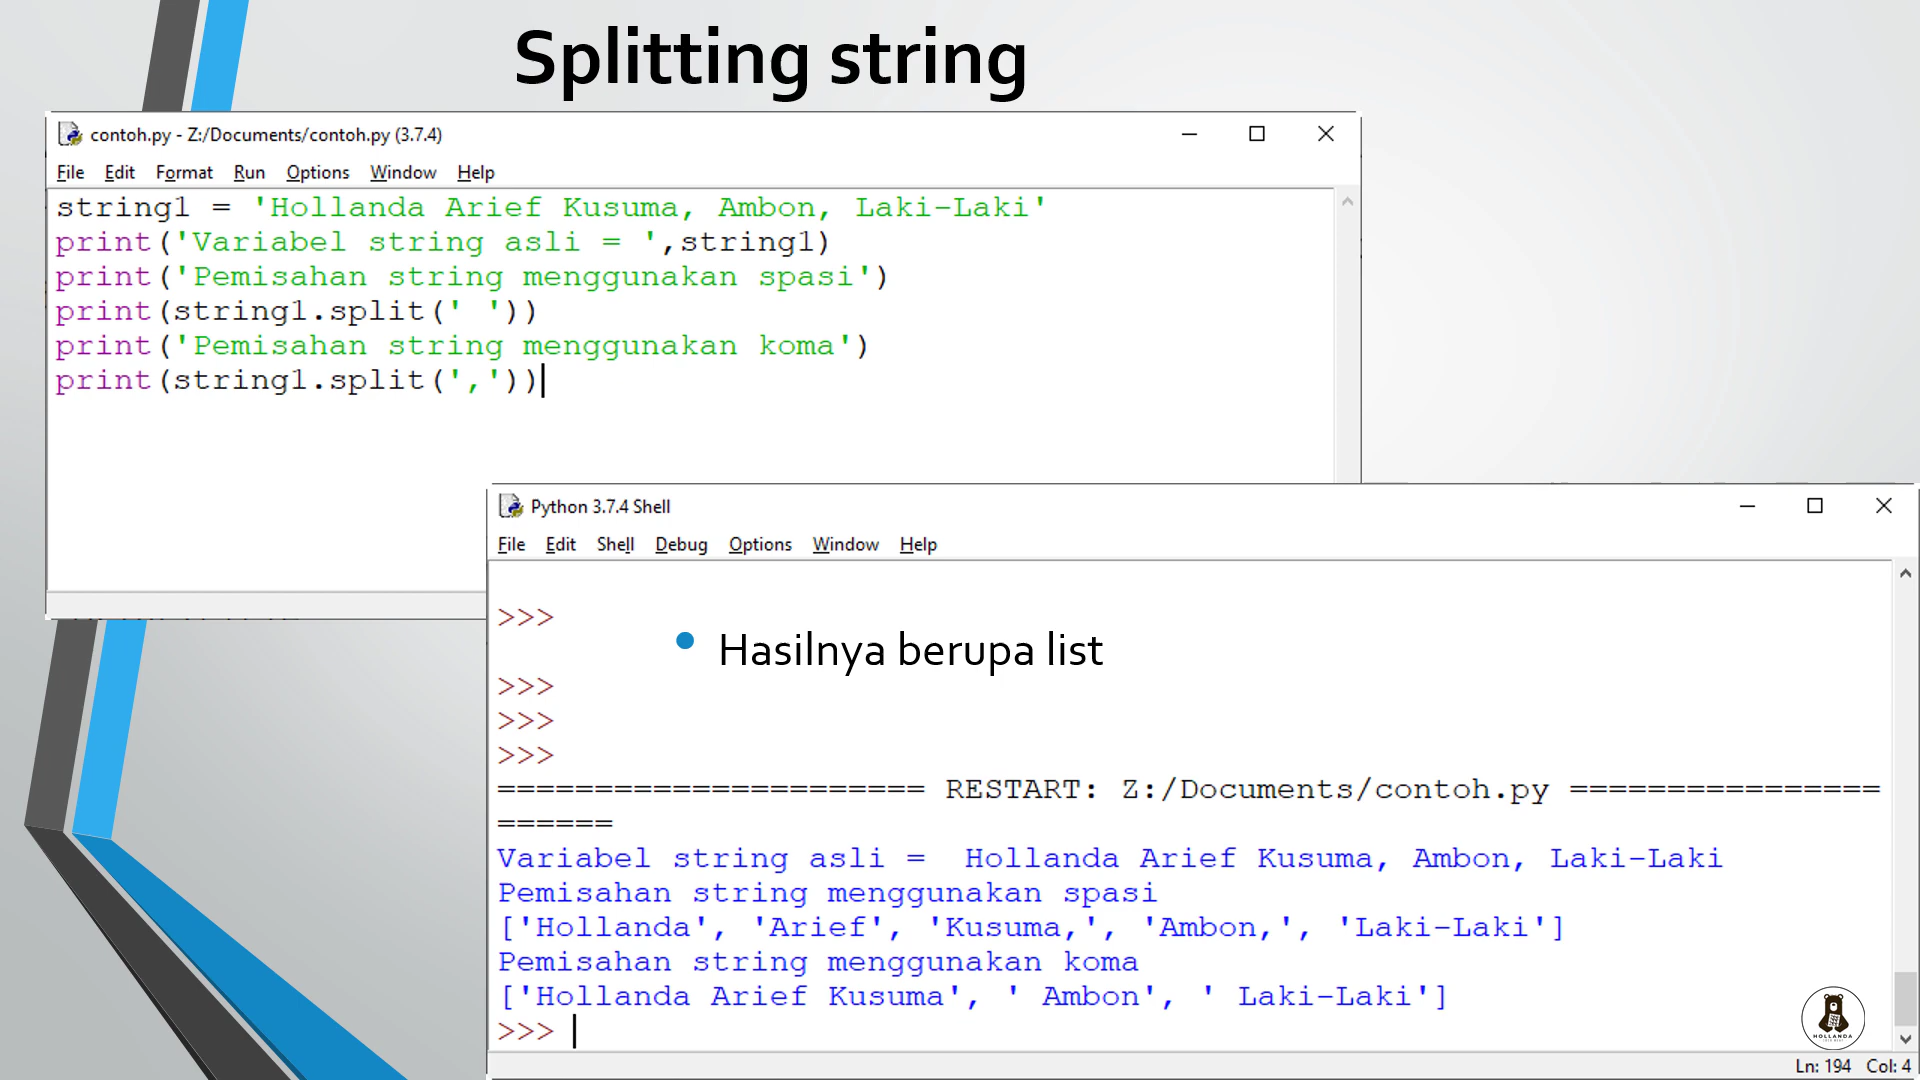 Splitting string
contoh.py - Z:/Documents/contoh.py (3.7.4)
File Edit Format Run Options Window Help
string1 = 'Hollanda Arief Kusuma, Ambon, Laki-Laki'
print('Variabel string asli = ',string1)
print('Pemisahan string menggunakan spasi')
print(string1.split(' '))
print('Pemisahan string menggunakan koma')
print(string1.split(','))
Python 3.7.4 Shell
File Edit Shell Debug Options Window Help
>>>
• Hasilnya berupa list
>>>
>>>
>>>
====================== RESTART: Z:/Documents/contoh.py ================
======
Variabel string asli =  Hollanda Arief Kusuma, Ambon, Laki-Laki
Pemisahan string menggunakan spasi
['Hollanda', 'Arief', 'Kusuma,', 'Ambon,', 'Laki-Laki']
Pemisahan string menggunakan koma
['Hollanda Arief Kusuma', ' Ambon', ' Laki-Laki']
>>>
HOLLANDA
Ln: 194 Col: 4